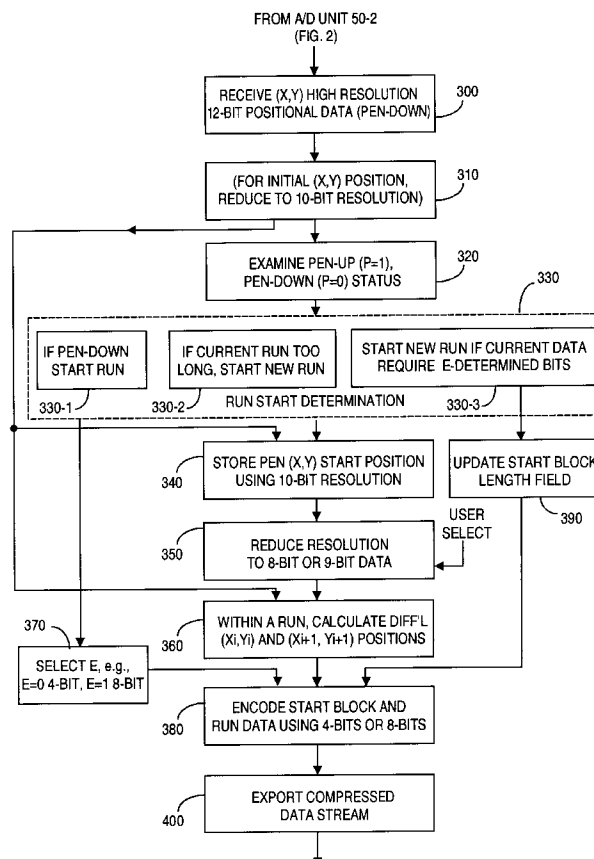 FROM A/D UNIT 50-2
(FIG. 2)
RECEIVE (X,Y) HIGH RESOLUTION
12-BIT POSITIONAL DATA (PEN-DOWN)
300
(FOR INITIAL (X,Y) POSITION,
REDUCE TO 10-BIT RESOLUTION)
310
EXAMINE PEN-UP (P=1),
PEN-DOWN (P=0) STATUS
320
330
IF PEN-DOWN
START RUN
330-1
IF CURRENT RUN TOO
LONG, START NEW RUN
330-2
START NEW RUN IF CURRENT DATA
REQUIRE E-DETERMINED BITS
330-3
RUN START DETERMINATION
STORE PEN (X,Y) START POSITION
USING 10-BIT RESOLUTION
340
UPDATE START BLOCK
LENGTH FIELD
390
USER
SELECT
REDUCE RESOLUTION
TO 8-BIT OR 9-BIT DATA
350
WITHIN A RUN, CALCULATE DIFF'L
(Xi,Yi) AND (Xi+1, Yi+1) POSITIONS
360
370
SELECT E, e.g.,
E=0 4-BIT, E=1 8-BIT
ENCODE START BLOCK AND
RUN DATA USING 4-BITS OR 8-BITS
380
EXPORT COMPRESSED
DATA STREAM
400